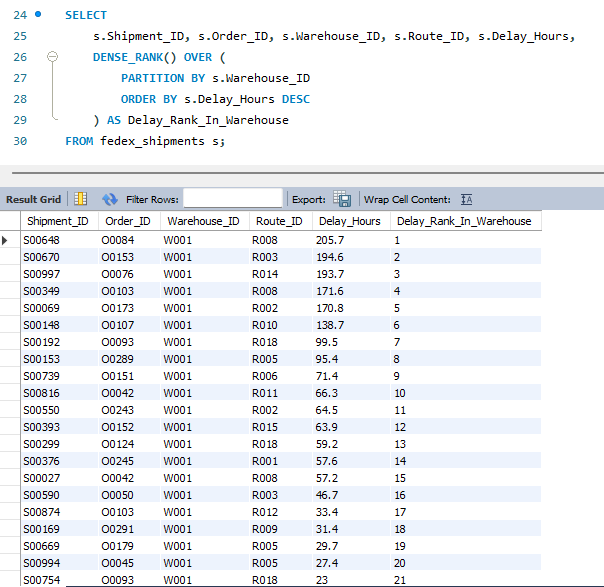 24 SELECT
25 s.Shipment_ID, s.Order_ID, s.Warehouse_ID, s.Route_ID, s.Delay_Hours,
26 DENSE_RANK() OVER (
27 PARTITION BY s.Warehouse_ID
28 ORDER BY s.Delay_Hours DESC
29 ) AS Delay_Rank_In_Warehouse
30 FROM fedex_shipments s;
Result Grid Filter Rows: Export: Wrap Cell Content: IA
Shipment_ID Order_ID Warehouse_ID Route_ID Delay_Hours Delay_Rank_In_Warehouse
S00648 O0084 W001 R008 205.7 1
S00670 O0153 W001 R003 194.6 2
S00997 O0076 W001 R014 193.7 3
S00349 O0103 W001 R008 171.6 4
S00069 O0173 W001 R002 170.8 5
S00148 O0107 W001 R010 138.7 6
S00192 O0093 W001 R018 99.5 7
S00153 O0289 W001 R005 95.4 8
S00739 O0151 W001 R006 71.4 9
S00816 O0042 W001 R011 66.3 10
S00550 O0243 W001 R002 64.5 11
S00393 O0152 W001 R015 63.9 12
S00299 O0124 W001 R018 59.2 13
S00376 O0245 W001 R001 57.6 14
S00027 O0042 W001 R008 57.2 15
S00590 O0050 W001 R003 46.7 16
S00874 O0103 W001 R012 33.4 17
S00169 O0291 W001 R009 31.4 18
S00669 O0179 W001 R005 29.7 19
S00994 O0045 W001 R005 27.4 20
S00754 O0093 W001 R018 23 21